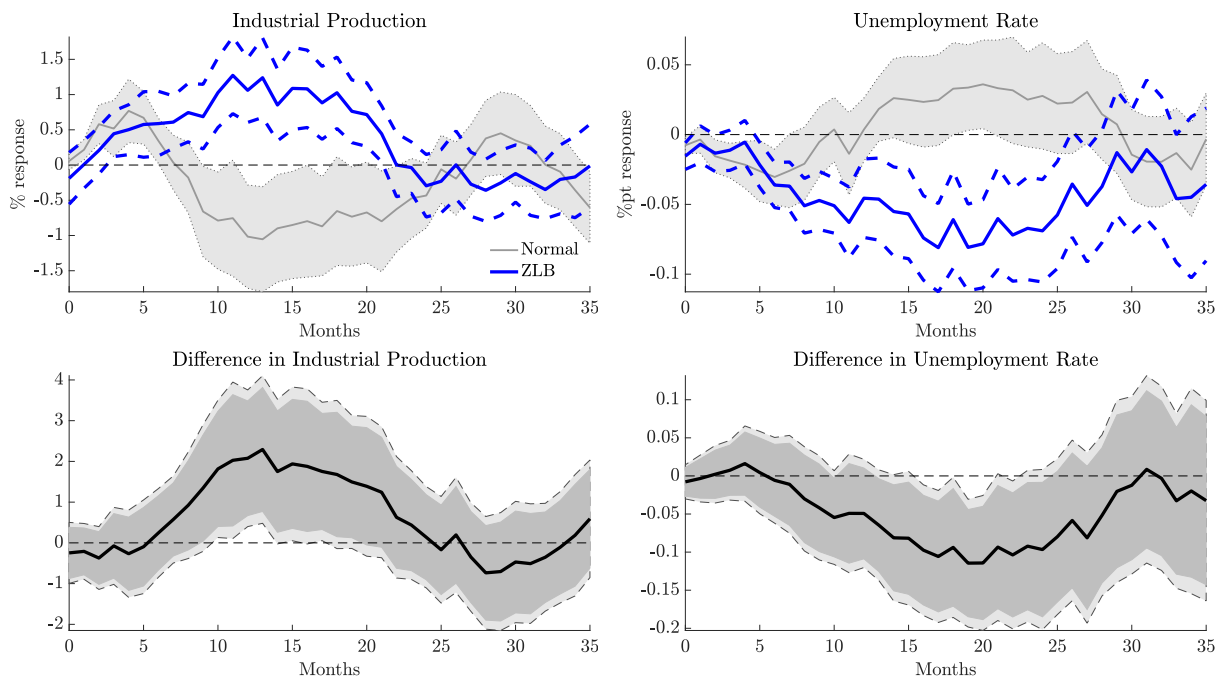 Industrial Production
% response
1.5
1
0.5
0
-0.5
-1
-1.5
Normal
ZLB
0 5 10 15 20 25 30 35
Months
Unemployment Rate
%pt response
0.05
0
-0.05
-0.1
0 5 10 15 20 25 30 35
Months
Difference in Industrial Production
4
3
2
1
0
-1
-2
0 5 10 15 20 25 30 35
Months
Difference in Unemployment Rate
0.1
0.05
0
-0.05
-0.1
-0.15
-0.2
0 5 10 15 20 25 30 35
Months